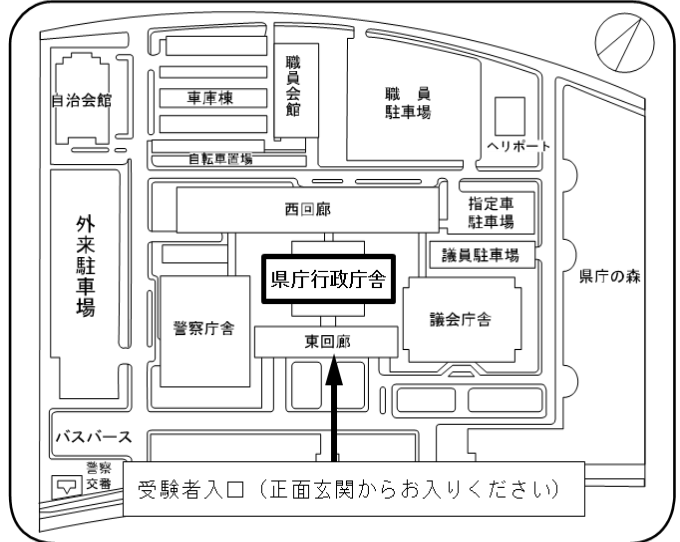 自治会館
車庫棟
職員会館
職 員
駐車場
ヘリポート
自転車置場
西回廊
指定車
駐車場
外来駐車場
議員駐車場
県庁行政庁舎
県庁の森
警察庁舎
議会庁舎
東回廊
バスバース
警察
交番
受験者入口（正面玄関からお入りください）